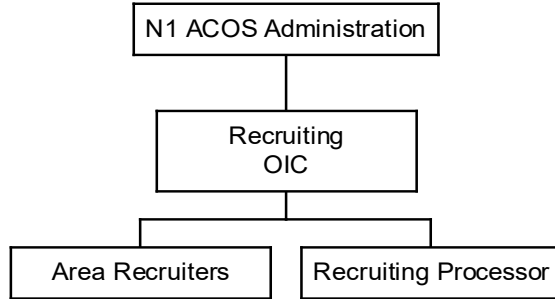 N1 ACOS Administration
Recruiting
OIC
Area Recruiters
Recruiting Processor